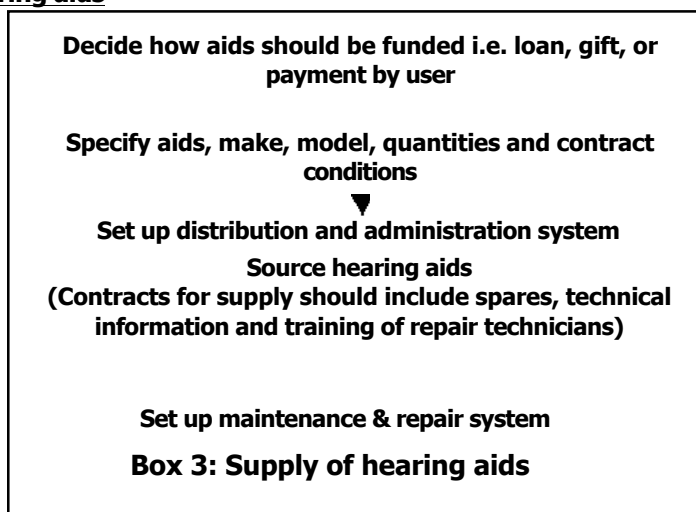 Decide how aids should be funded i.e. loan, gift, or
payment by user
Specify aids, make, model, quantities and contract
conditions
Set up distribution and administration system
Source hearing aids
(Contracts for supply should include spares, technical
information and training of repair technicians)
Set up maintenance & repair system
Box 3: Supply of hearing aids